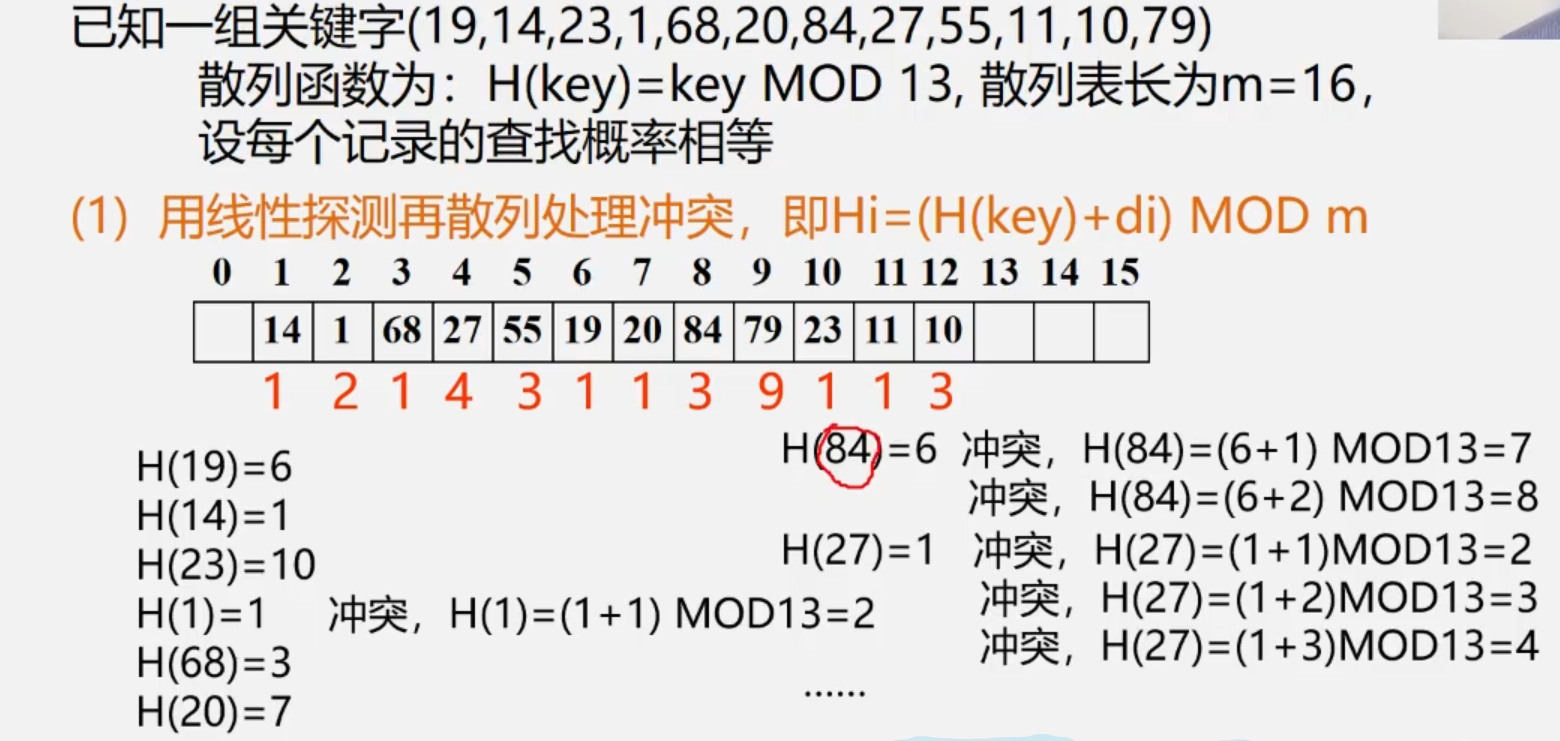 已知一组关键字(19,14,23,1,68,20,84,27,55,11,10,79)
散列函数为：H(key)=key MOD 13, 散列表长为m=16，
设每个记录的查找概率相等
(1) 用线性探测再散列处理冲突，即Hi=(H(key)+di) MOD m
0 1 2 3 4 5 6 7 8 9 10 11 12 13 14 15
14 1 68 27 55 19 20 84 79 23 11 10
1 2 1 4 3 1 1 3 9 1 1 3
H(19)=6
H(14)=1
H(23)=10
H(1)=1 冲突，H(1)=(1+1) MOD13=2
H(68)=3
H(20)=7
H(84)=6 冲突，H(84)=(6+1) MOD13=7
冲突，H(84)=(6+2) MOD13=8
H(27)=1 冲突，H(27)=(1+1)MOD13=2
冲突，H(27)=(1+2)MOD13=3
冲突，H(27)=(1+3)MOD13=4
......